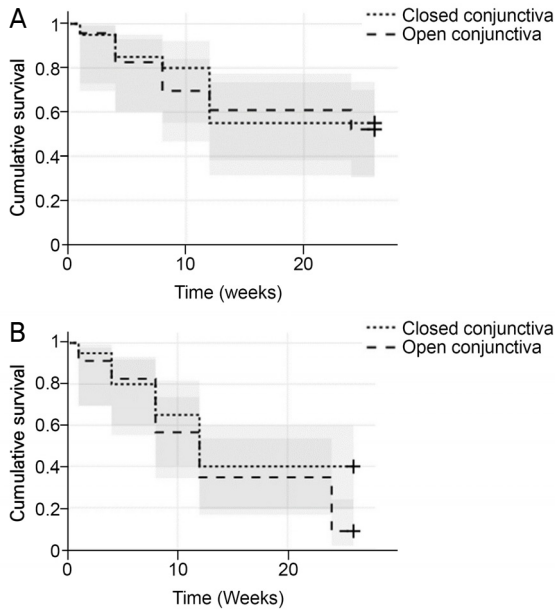 A
Closed conjunctiva
Open conjunctiva
Cumulative survival
1
0.8
0.6
0.4
0.2
0
0
10
20
Time (weeks)
B
Closed conjunctiva
Open conjunctiva
Cumulative survival
1
0.8
0.6
0.4
0.2
0
0
10
20
Time (Weeks)